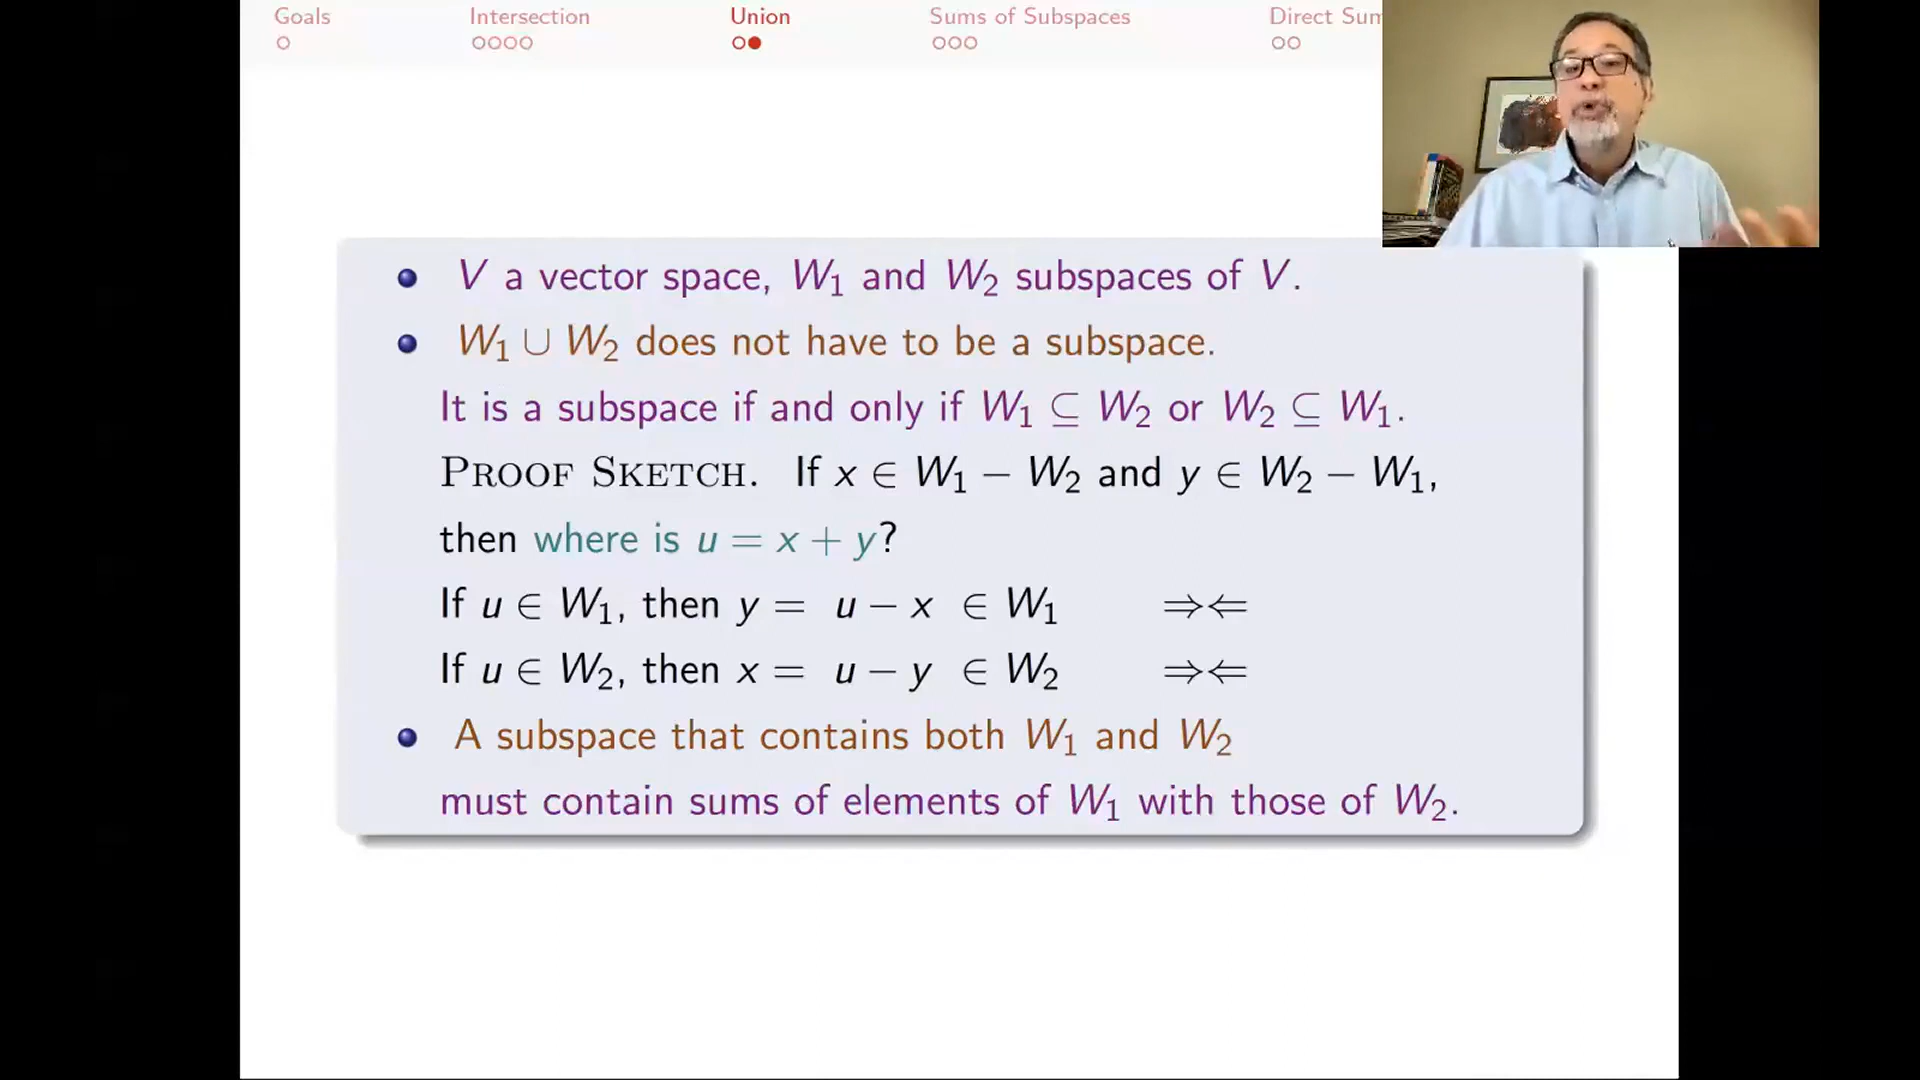 Goals Intersection Union Sums of Subspaces Direct Sum
V a vector space, W₁ and W₂ subspaces of V.
W₁ ∪ W₂ does not have to be a subspace.
It is a subspace if and only if W₁ ⊆ W₂ or W₂ ⊆ W₁.
PROOF SKETCH. If x ∈ W₁ − W₂ and y ∈ W₂ − W₁,
then where is u = x + y?
If u ∈ W₁, then y = u − x ∈ W₁ ⇒⇐
If u ∈ W₂, then x = u − y ∈ W₂ ⇒⇐
A subspace that contains both W₁ and W₂
must contain sums of elements of W₁ with those of W₂.